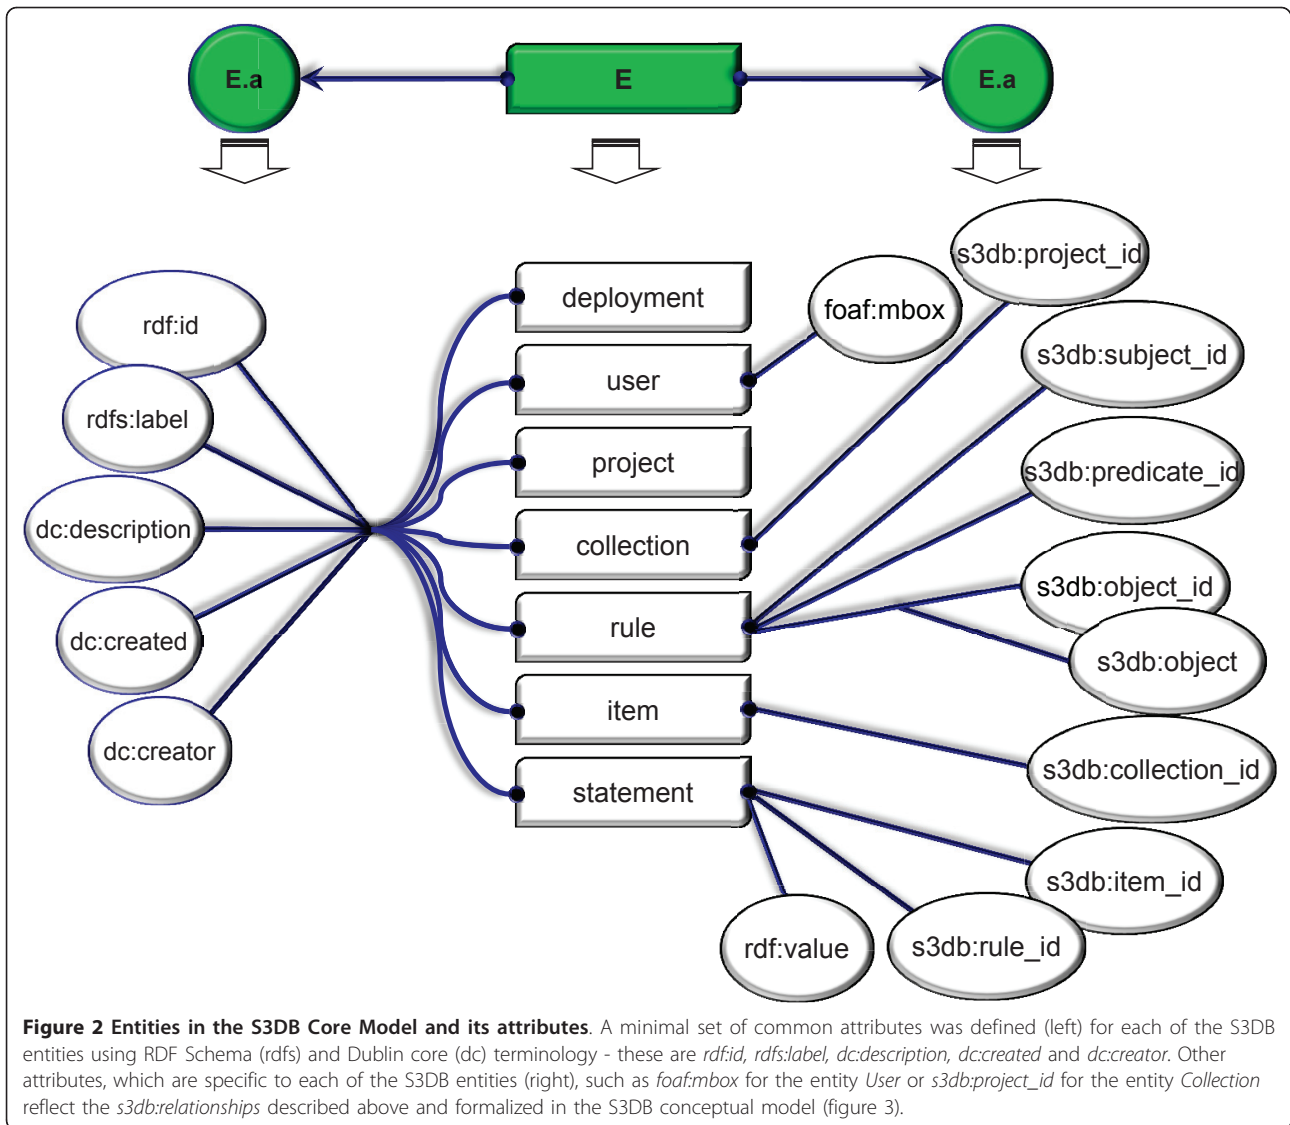 E.a
E
E.a
s3db:project_id
deployment
foaf:mbox
rdf:id
s3db:subject_id
user
rdfs:label
project
s3db:predicate_id
dc:description
collection
s3db:object_id
dc:created
rule
s3db:object
item
dc:creator
s3db:collection_id
statement
s3db:item_id
rdf:value
s3db:rule_id
Figure 2 Entities in the S3DB Core Model and its attributes. A minimal set of common attributes was defined (left) for each of the S3DB
entities using RDF Schema (rdfs) and Dublin core (dc) terminology - these are rdf:id, rdfs:label, dc:description, dc:created and dc:creator. Other
attributes, which are specific to each of the S3DB entities (right), such as foaf:mbox for the entity User or s3db:project_id for the entity Collection
reflect the s3db:relationships described above and formalized in the S3DB conceptual model (figure 3).